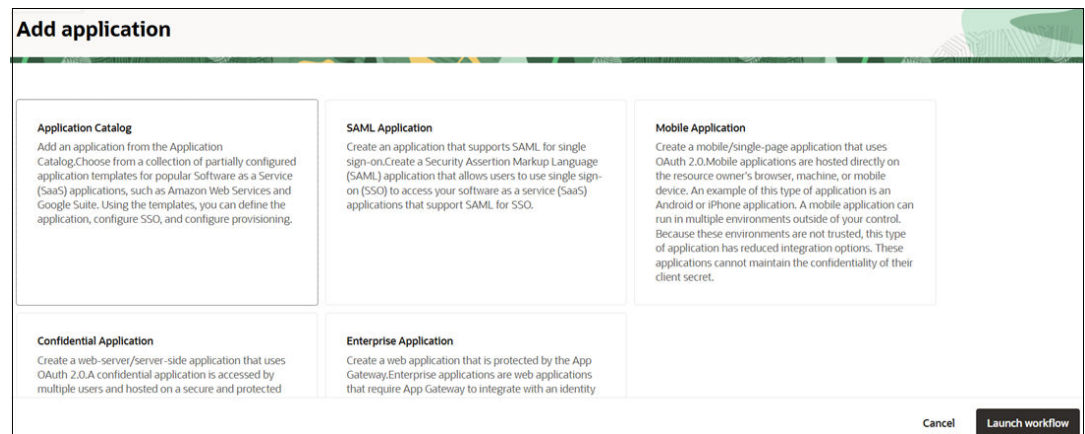 Add application
Application Catalog
Add an application from the Application
Catalog.Choose from a collection of partially configured
application templates for popular Software as a Service
(SaaS) applications, such as Amazon Web Services and
Google Suite. Using the templates, you can define the
application, configure SSO, and configure provisioning.
SAML Application
Create an application that supports SAML for single
sign-on.Create a Security Assertion Markup Language
(SAML) application that allows users to use single sign-
on (SSO) to access your software as a service (SaaS)
applications that support SAML for SSO.
Mobile Application
Create a mobile/single-page application that uses
OAuth 2.0.Mobile applications are hosted directly on
the resource owner's browser, machine, or mobile
device. An example of this type of application is an
Android or iPhone application. A mobile application can
run in multiple environments outside of your control.
Because these environments are not trusted, this type
of application has reduced integration options. These
applications cannot maintain the confidentiality of their
client secret.
Confidential Application
Create a web-server/server-side application that uses
OAuth 2.0.A confidential application is accessed by
multiple users and hosted on a secure and protected
Enterprise Application
Create a web application that is protected by the App
Gateway.Enterprise applications are web applications
that require App Gateway to integrate with an identity
Cancel
Launch workflow